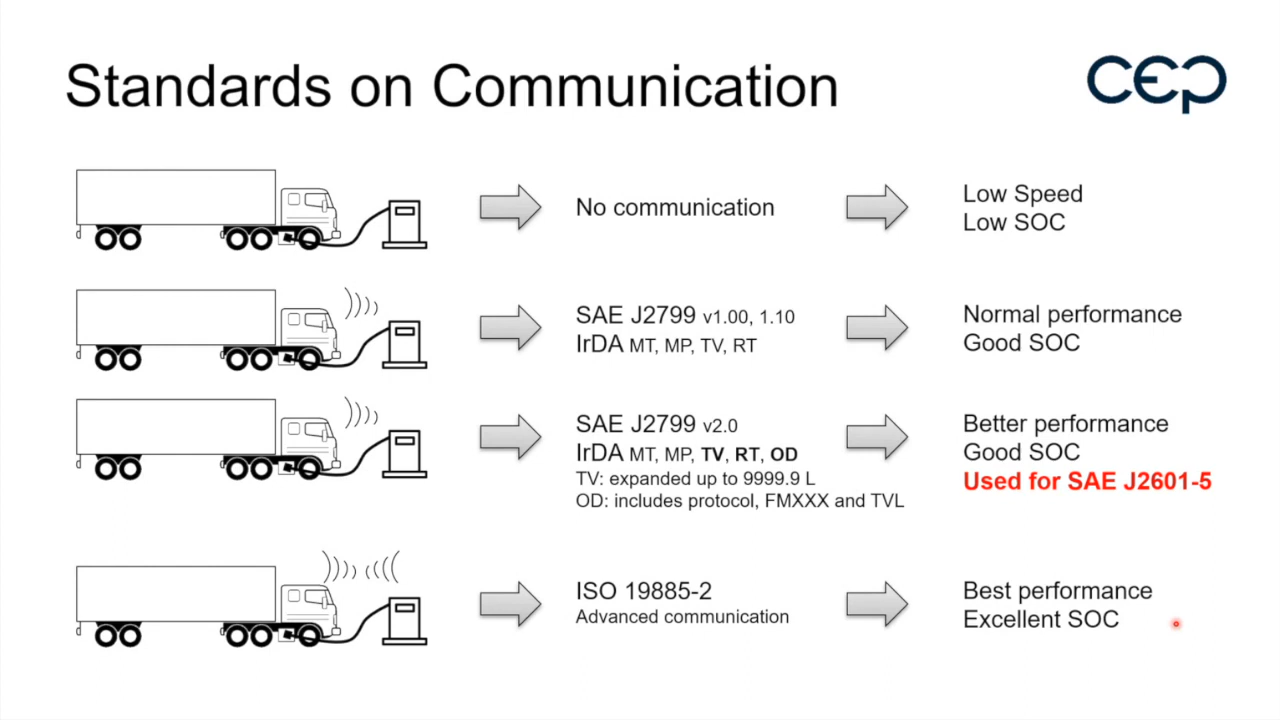 Standards on Communication
CEP
No communication
Low Speed
Low SOC
SAE J2799 v1.00, 1.10
IrDA MT, MP, TV, RT
Normal performance
Good SOC
SAE J2799 v2.0
IrDA MT, MP, TV, RT, OD
TV: expanded up to 9999.9 L
OD: includes protocol, FMXXX and TVL
Better performance
Good SOC
Used for SAE J2601-5
ISO 19885-2
Advanced communication
Best performance
Excellent SOC